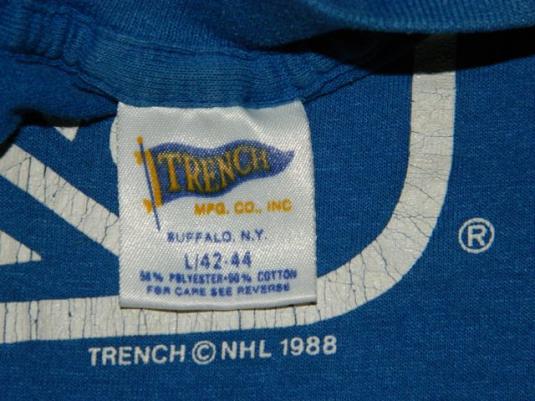 TRENCH
MFG. CO., INC
BUFFALO, N.Y.
L/42-44
50% POLYESTER•50% COTTON
FOR CARE SEE REVERSE
®
TRENCH © NHL 1988